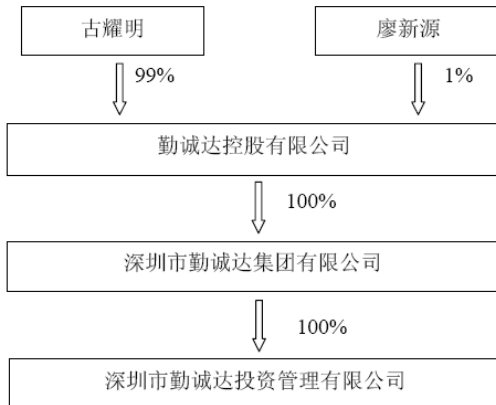 古耀明
廖新源
99%
1%
勤诚达控股有限公司
100%
深圳市勤诚达集团有限公司
100%
深圳市勤诚达投资管理有限公司